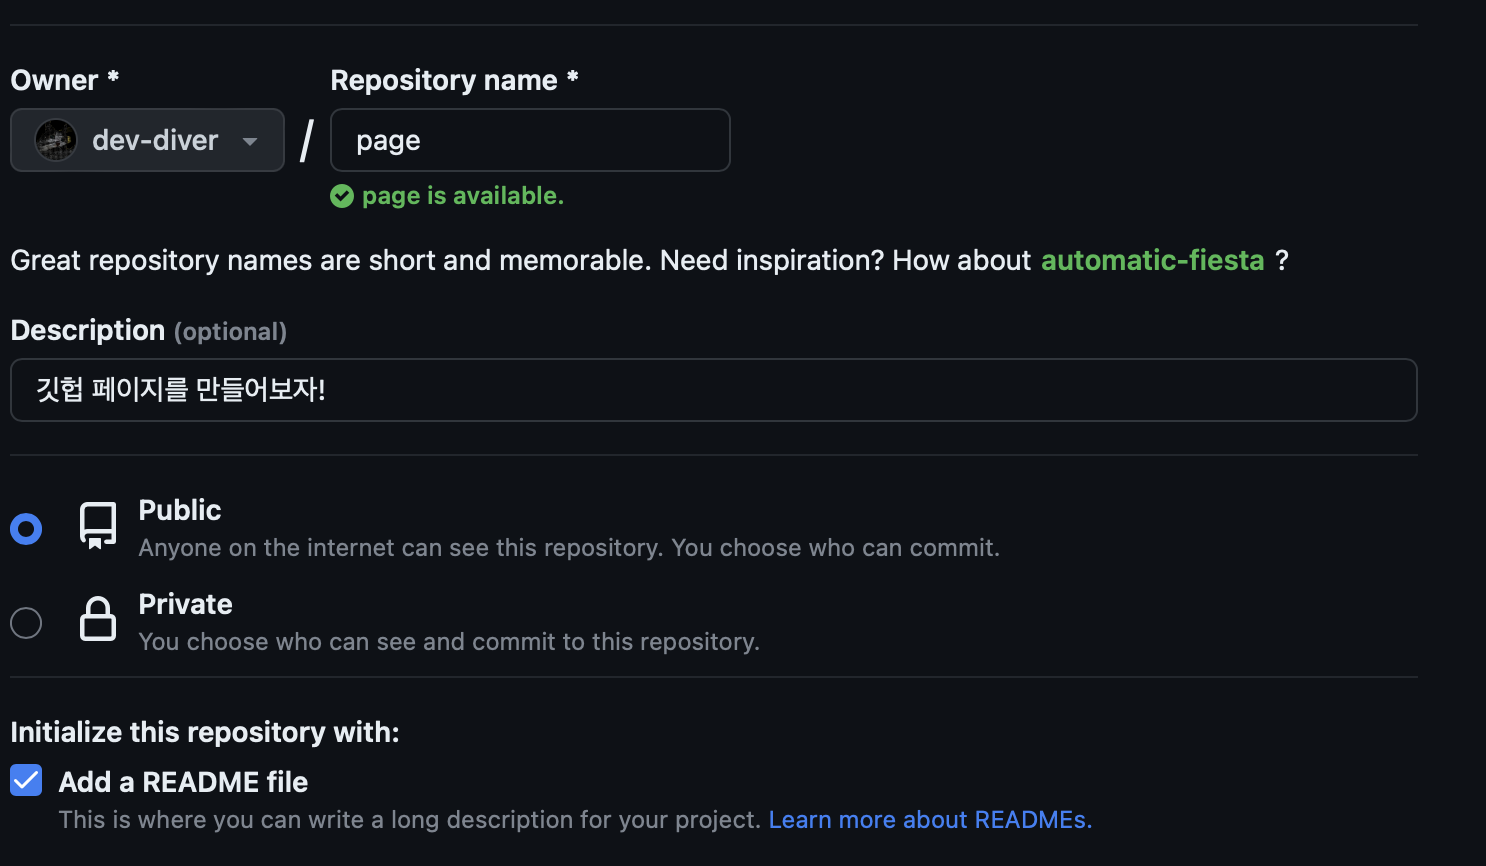 Owner * Repository name *
dev-diver / page
page is available.
Great repository names are short and memorable. Need inspiration? How about automatic-fiesta ?
Description (optional)
깃헙 페이지를 만들어보자!
Public
Anyone on the internet can see this repository. You choose who can commit.
Private
You choose who can see and commit to this repository.
Initialize this repository with:
Add a README file
This is where you can write a long description for your project. Learn more about READMEs.